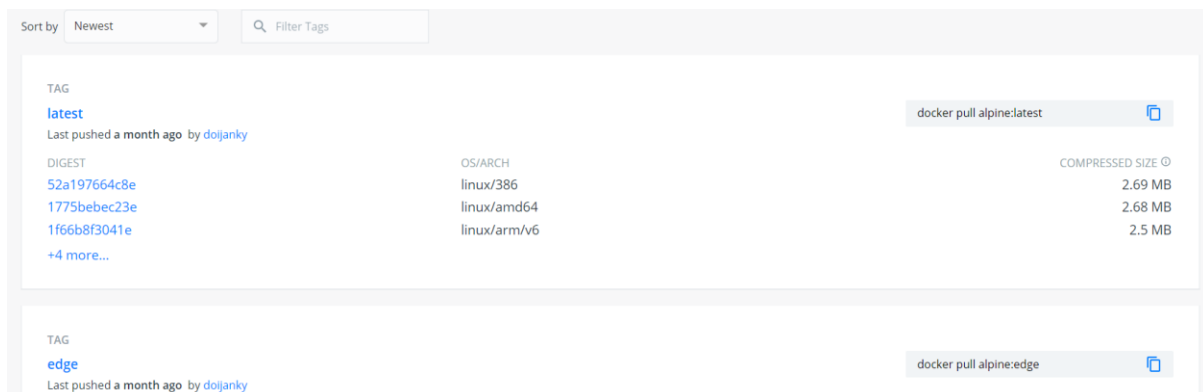 Sort by Newest Filter Tags
TAG
latest docker pull alpine:latest
Last pushed a month ago by doijanky
DIGEST OS/ARCH COMPRESSED SIZE
52a197664c8e linux/386 2.69 MB
1775bebec23e linux/amd64 2.68 MB
1f66b8f3041e linux/arm/v6 2.5 MB
+4 more...
TAG
edge docker pull alpine:edge
Last pushed a month ago by doijanky